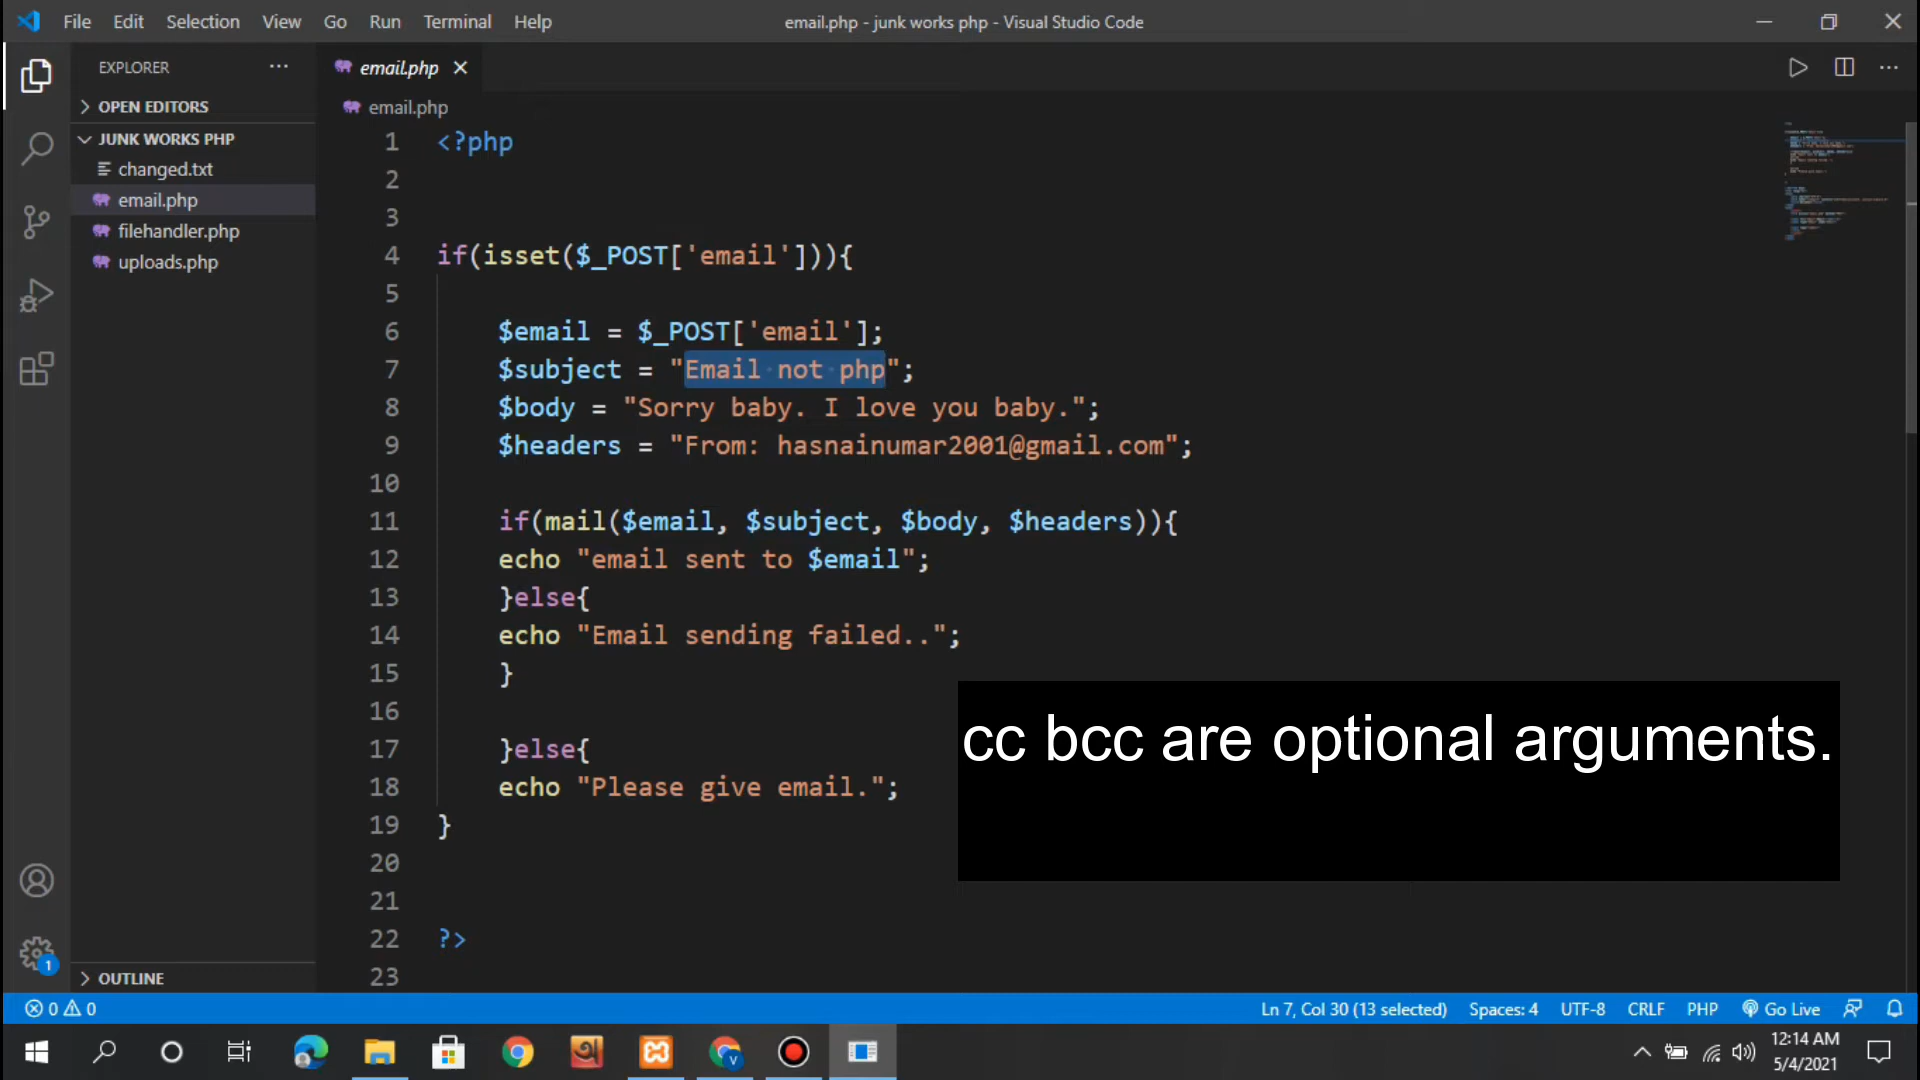 File Edit Selection View Go Run Terminal Help
email.php - junk works php - Visual Studio Code
EXPLORER
email.php
OPEN EDITORS
email.php
JUNK WORKS PHP
changed.txt
email.php
filehandler.php
uploads.php
OUTLINE
1 <?php
2
3
4 if(isset($_POST['email'])){
5
6 $email = $_POST['email'];
7 $subject = "Email not php";
8 $body = "Sorry baby. I love you baby.";
9 $headers = "From: hasnainumar2001@gmail.com";
10
11 if(mail($email, $subject, $body, $headers)){
12 echo "email sent to $email";
13 }else{
14 echo "Email sending failed..";
15 }
16
17 }else{
18 echo "Please give email.";
19 }
20
21
22 ?>
23
cc bcc are optional arguments.
1
0 0
Ln 7, Col 30 (13 selected) Spaces: 4 UTF-8 CRLF PHP Go Live
V
12:14 AM
5/4/2021